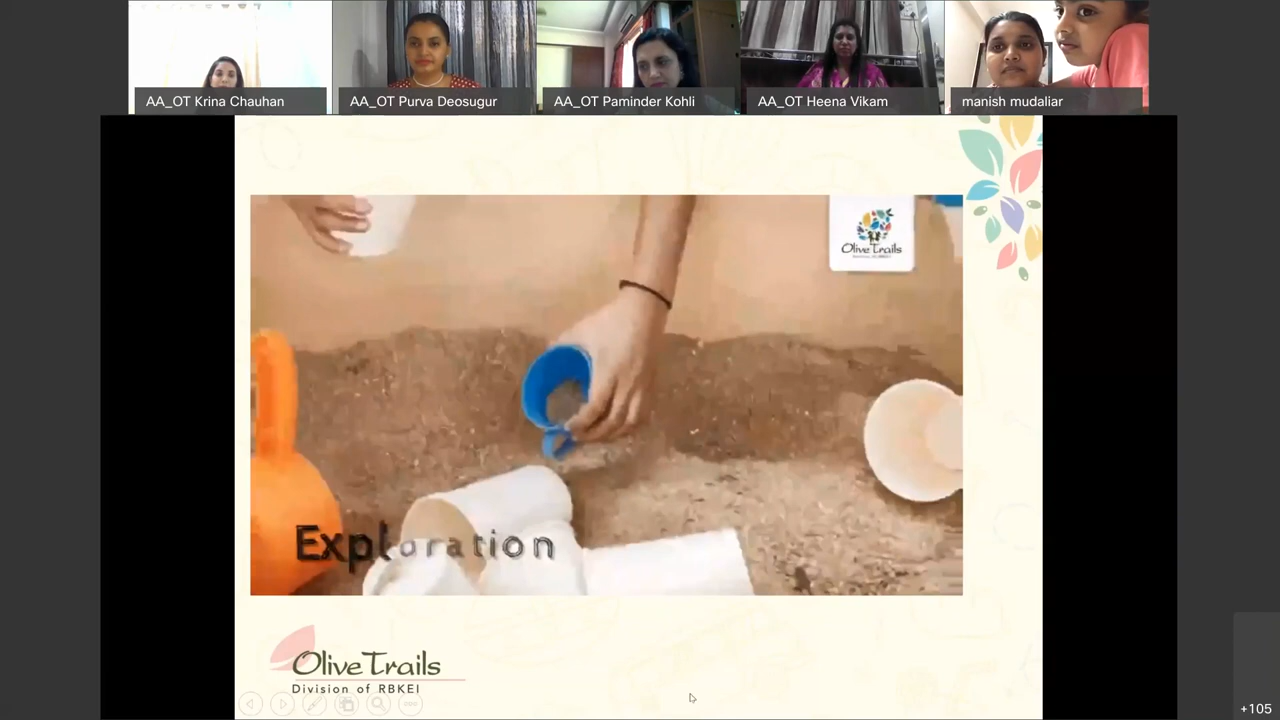 AA_OT Krina Chauhan
AA_OT Purva Deosugur
AA_OT Paminder Kohli
AA_OT Heena Vikam
manish mudaliar
Olive Trails
Exploration
Olive Trails
Division of RBKEI
+105